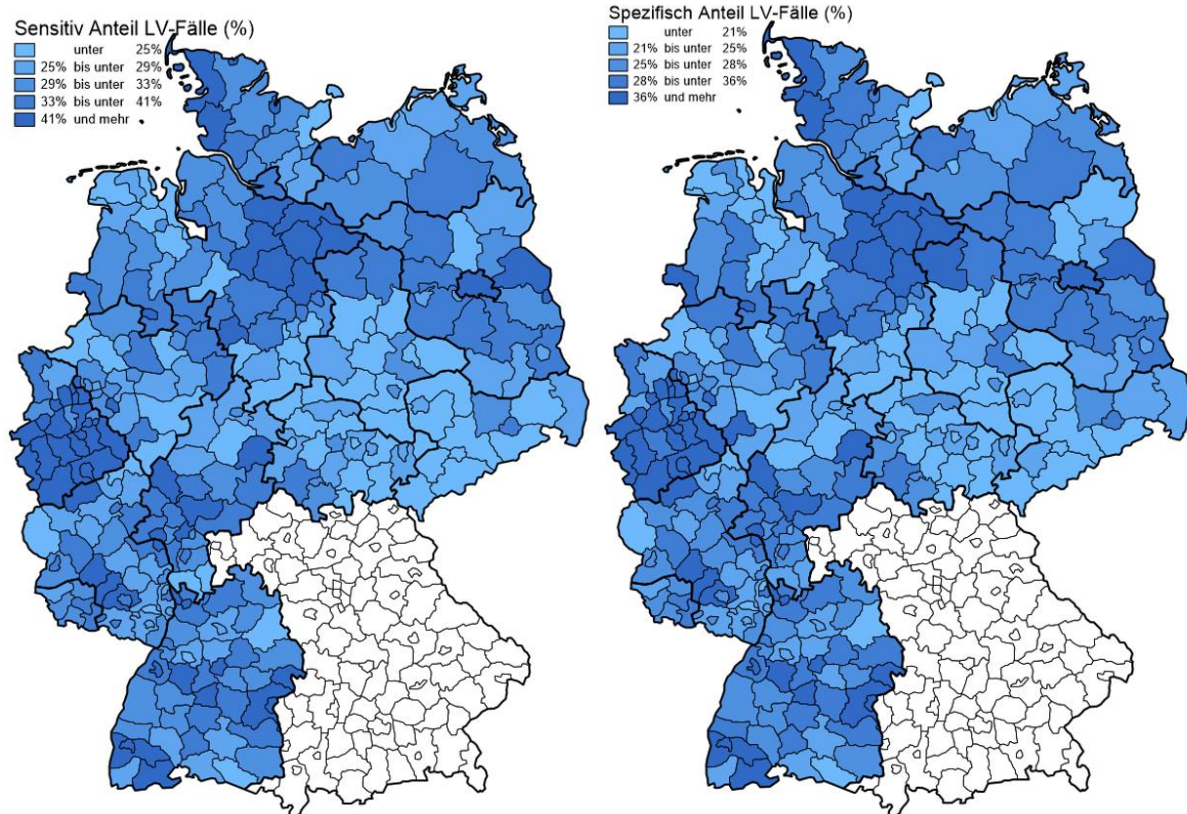 Sensitiv Anteil LV-Fälle (%)
unter 25%
25% bis unter 29%
29% bis unter 33%
33% bis unter 41%
41% und mehr
Spezifisch Anteil LV-Fälle (%)
unter 21%
21% bis unter 25%
25% bis unter 28%
28% bis unter 36%
36% und mehr